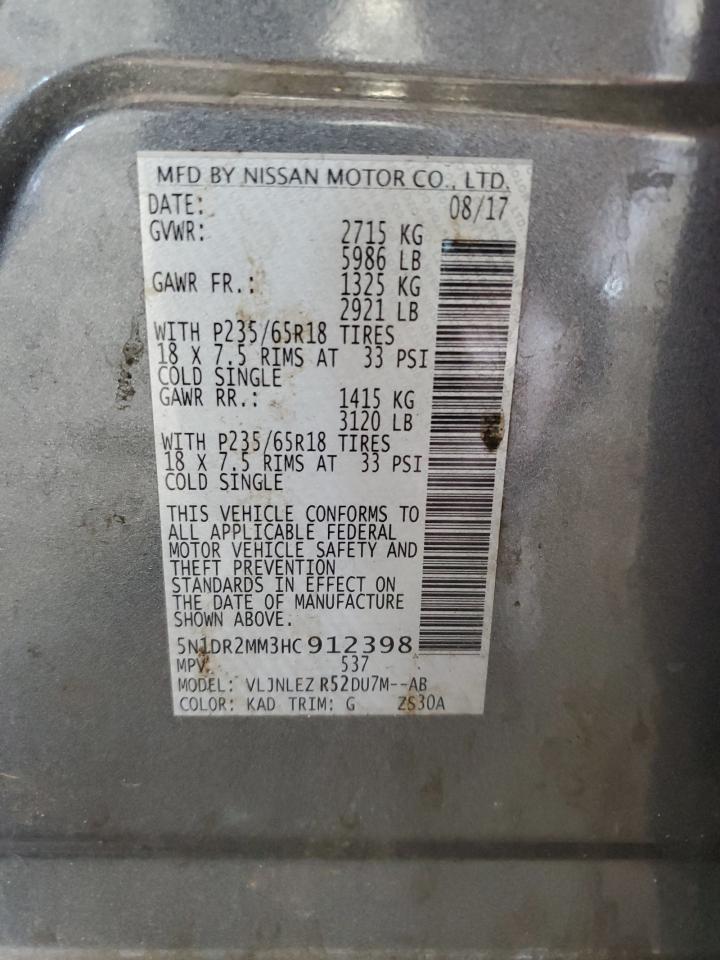 MFD BY NISSAN MOTOR CO., LTD.
DATE: 08/17
GVWR: 2715 KG
5986 LB
GAWR FR.: 1325 KG
2921 LB
WITH P235/65R18 TIRES
18 X 7.5 RIMS AT 33 PSI
COLD SINGLE
GAWR RR.: 1415 KG
3120 LB
WITH P235/65R18 TIRES
18 X 7.5 RIMS AT 33 PSI
COLD SINGLE
THIS VEHICLE CONFORMS TO
ALL APPLICABLE FEDERAL
MOTOR VEHICLE SAFETY AND
THEFT PREVENTION
STANDARDS IN EFFECT ON
THE DATE OF MANUFACTURE
SHOWN ABOVE.
5N1DR2MM3HC912398
MPV 537
MODEL: VLJNLEZ R52DU7M--AB
COLOR: KAD TRIM: G ZS30A